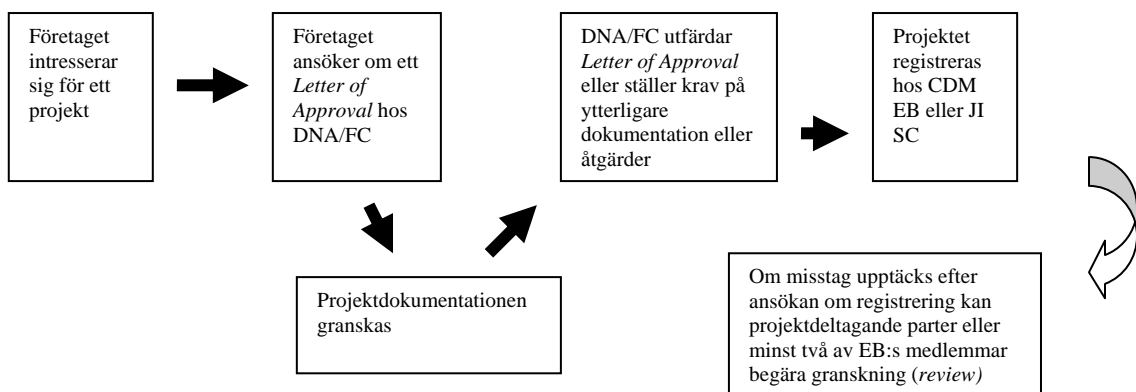 Företaget
intresserar
sig för ett
projekt
Företaget
ansöker om ett
Letter of
Approval hos
DNA/FC
Projektdokumentationen
granskas
DNA/FC utfärdar
Letter of Approval
eller ställer krav på
ytterligare
dokumentation eller
åtgärder
Projektet
registreras
hos CDM
EB eller JI
SC
Om misstag upptäcks efter
ansökan om registrering kan
projektdeltagande parter eller
minst två av EB:s medlemmar
begära granskning (review)